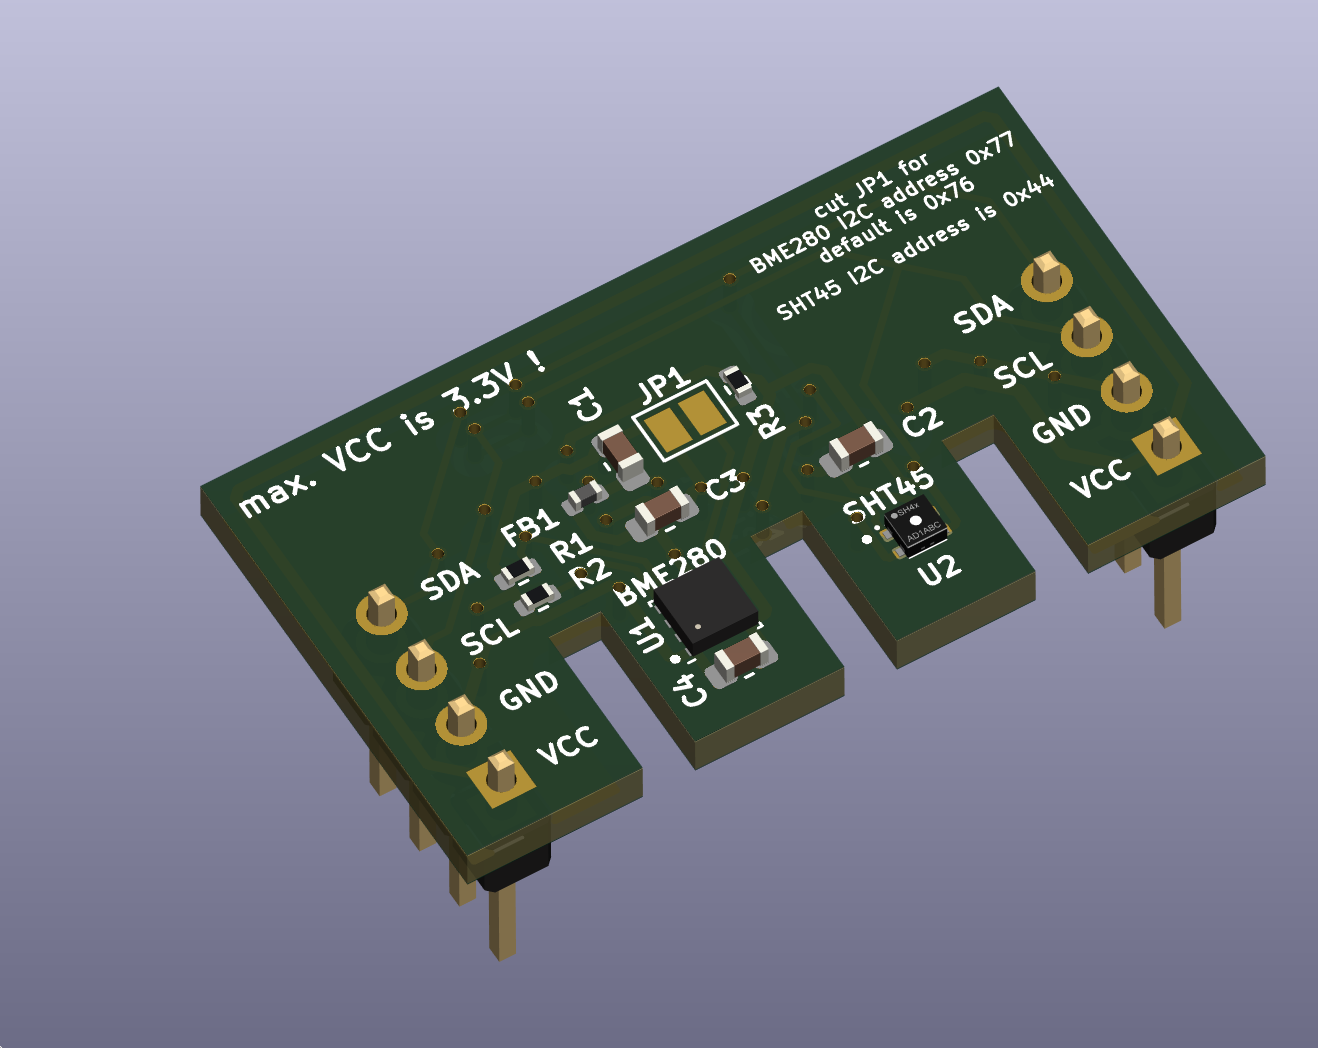 cut JP1 for
BME280 I2C address 0x77
default is 0x76
SHT45 I2C address is 0x44
max. VCC is 3.3V !
SDA
SCL
GND
VCC
C1
JP1
R3
C2
C3
FB1
R1
R2
SHT45
SH4x
AD1ABC
U2
BME280
U1
C4
SDA
SCL
GND
VCC